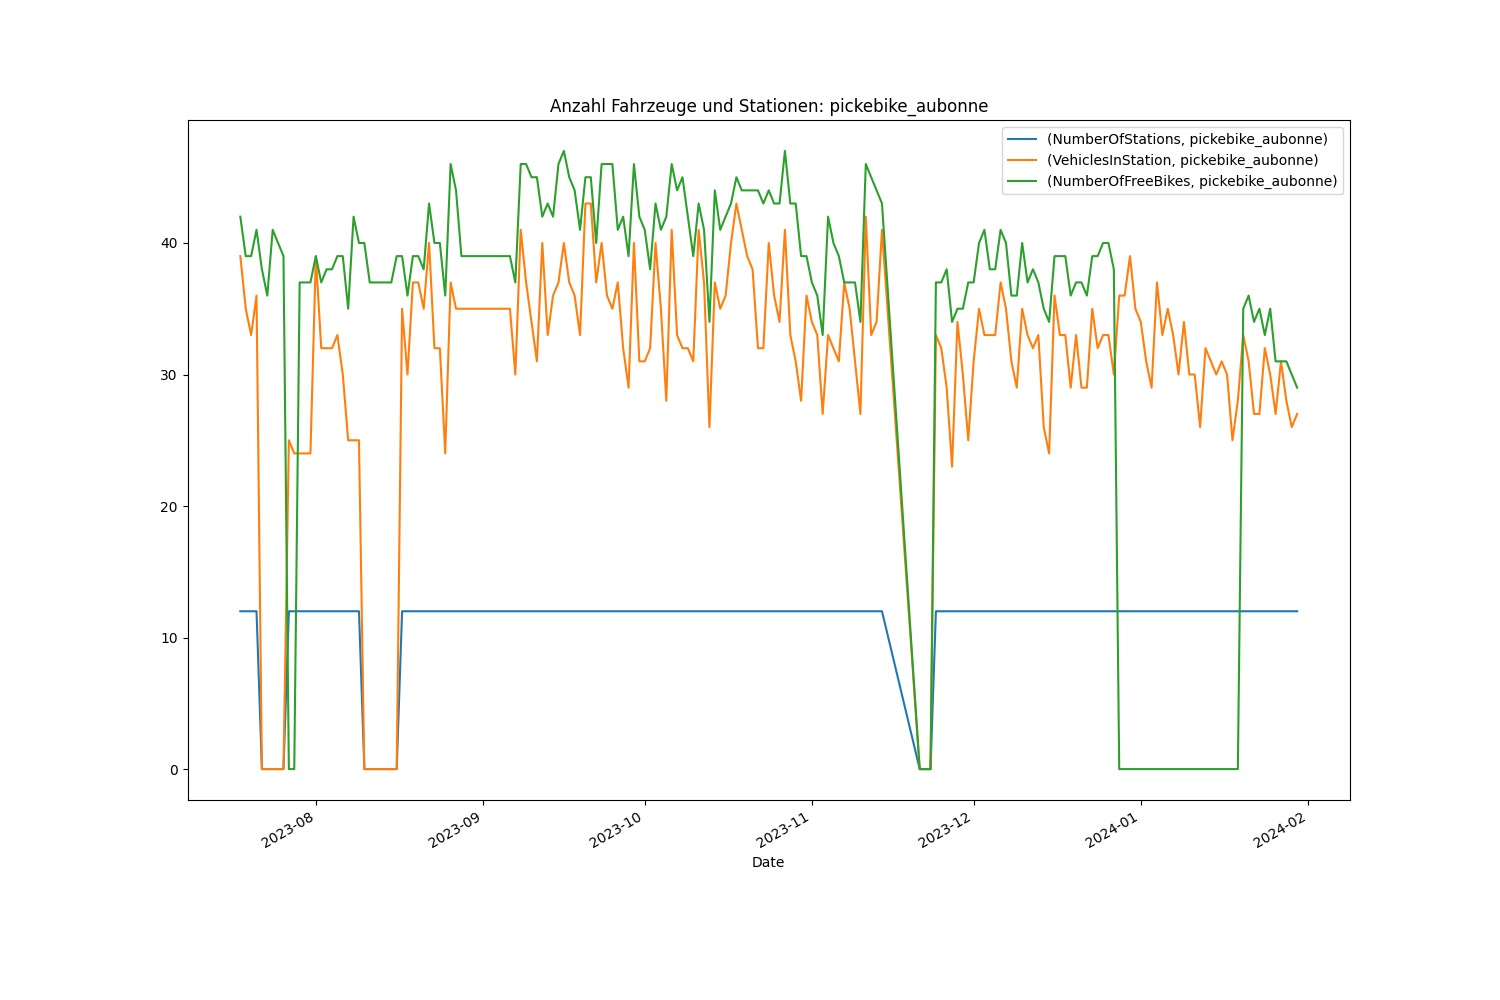 Anzahl Fahrzeuge und Stationen: pickebike_aubonne
(NumberOfStations, pickebike_aubonne)
(VehiclesInStation, pickebike_aubonne)
(NumberOfFreeBikes, pickebike_aubonne)
40
30
20
10
0
2023-08
2023-09
2023-10
2023-11
2023-12
2024-01
2024-02
Date